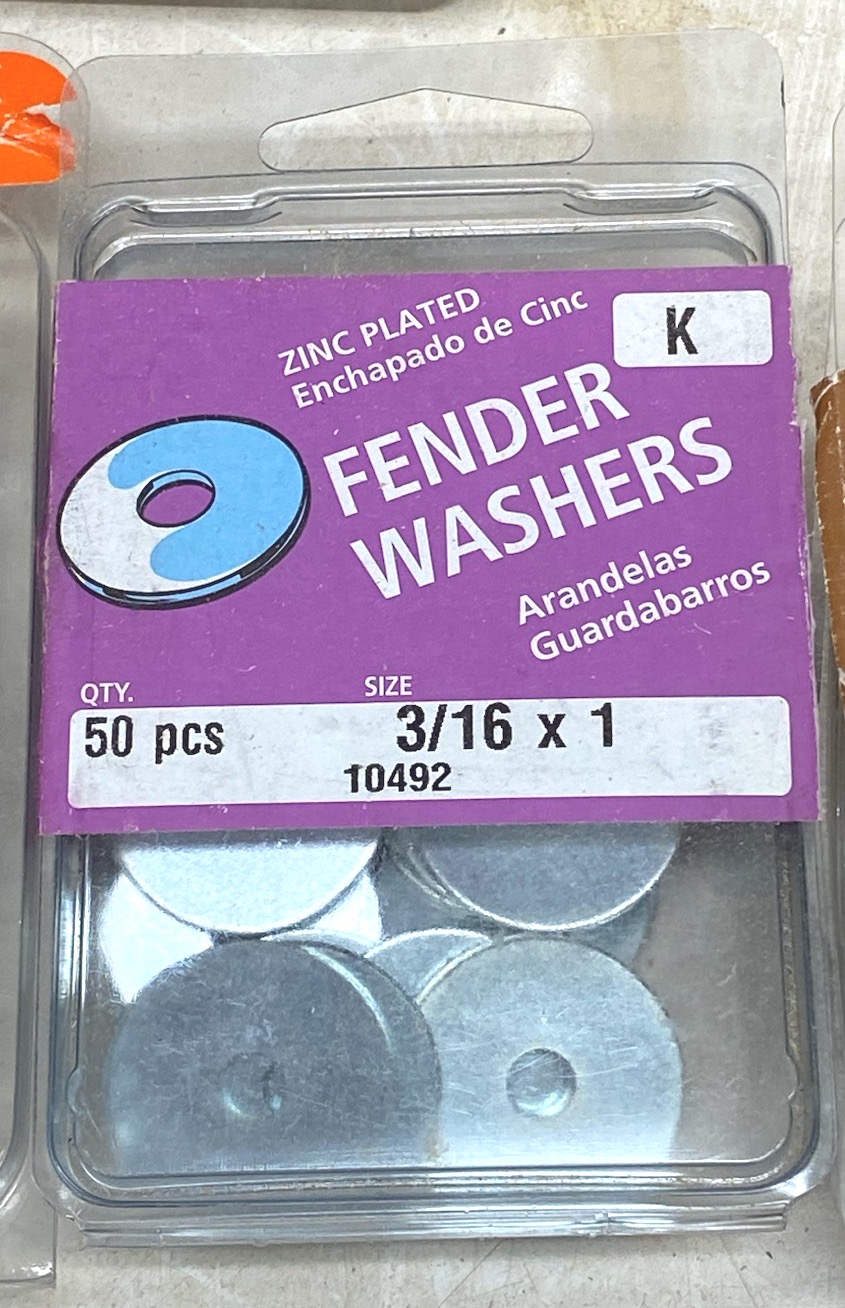 ZINC PLATED
Enchapado de Cinc
K
FENDER
WASHERS
Arandelas
Guardabarros
QTY.
SIZE
50 pcs
3/16 x 1
10492